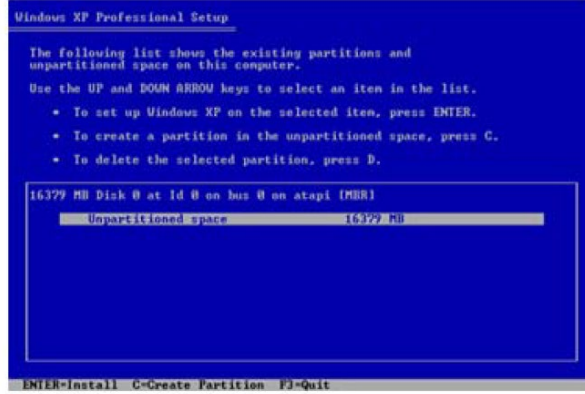 Windows XP Professional Setup
The following list shows the existing partitions and
unpartitioned space on this computer.
Use the UP and DOWN ARROW keys to select an item in the list.
• To set up Windows XP on the selected item, press ENTER.
• To create a partition in the unpartitioned space, press C.
• To delete the selected partition, press D.
16379 MB Disk 0 at Id 0 on bus 0 on atapi [MBR]
Unpartitioned space 16379 MB
ENTER=Install C=Create Partition F3=Quit